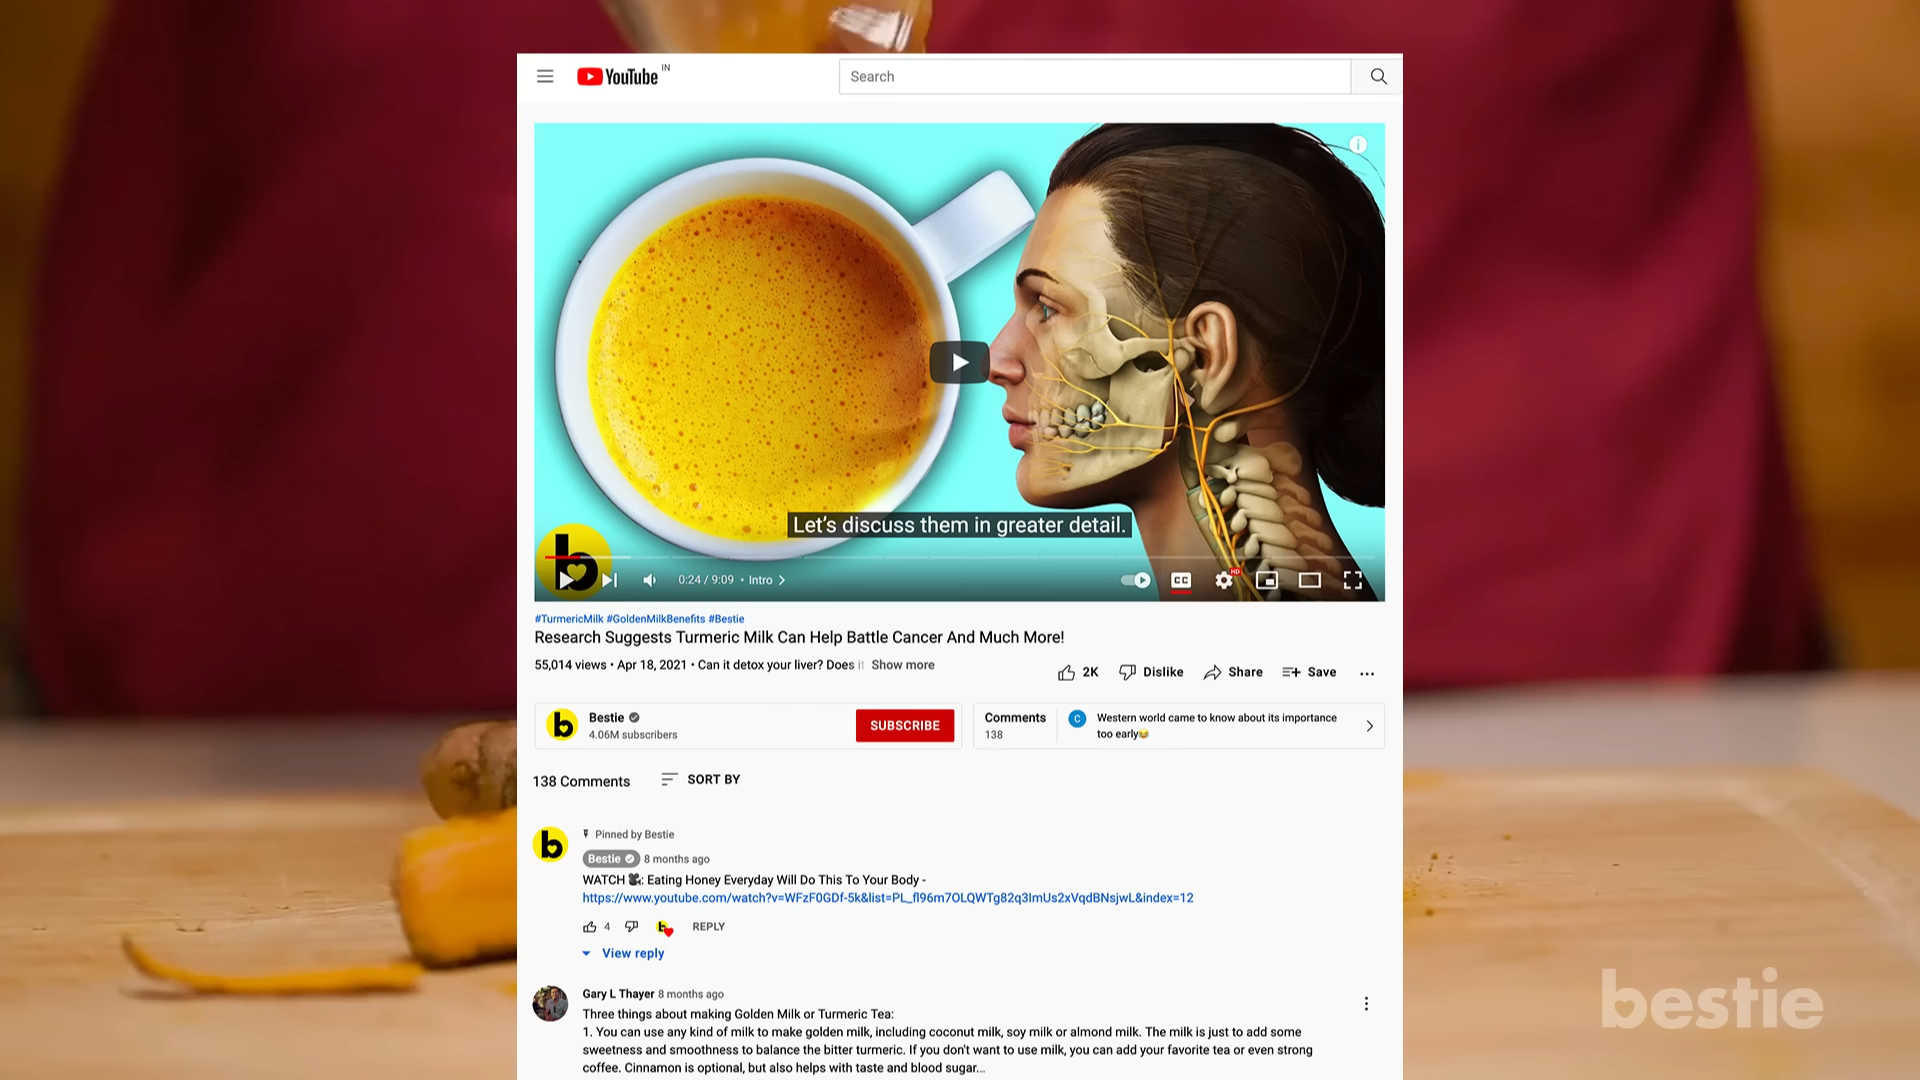 YouTube IN
Search
Let's discuss them in greater detail.
0:24 / 9:09 • Intro
CC
HD
#TurmericMilk #GoldenMilkBenefits #Bestie
Research Suggests Turmeric Milk Can Help Battle Cancer And Much More!
55,014 views • Apr 18, 2021 • Can it detox your liver? Does it Show more
2K Dislike Share Save
b Bestie
4.06M subscribers
SUBSCRIBE
Comments
138
C
Western world came to know about its importance
too early
138 Comments SORT BY
Pinned by Bestie
Bestie 8 months ago
WATCH : Eating Honey Everyday Will Do This To Your Body -
https://www.youtube.com/watch?v=WFzF0GDf-5k&list=PL_fl96m7OLQWTg82q3lmUs2xVqdBNsjwL&index=12
4 REPLY
View reply
Gary L Thayer 8 months ago
Three things about making Golden Milk or Turmeric Tea:
1. You can use any kind of milk to make golden milk, including coconut milk, soy milk or almond milk. The milk is just to add some
sweetness and smoothness to balance the bitter turmeric. If you don't want to use milk, you can add your favorite tea or even strong
coffee. Cinnamon is optional, but also helps with taste and blood sugar...
bestie